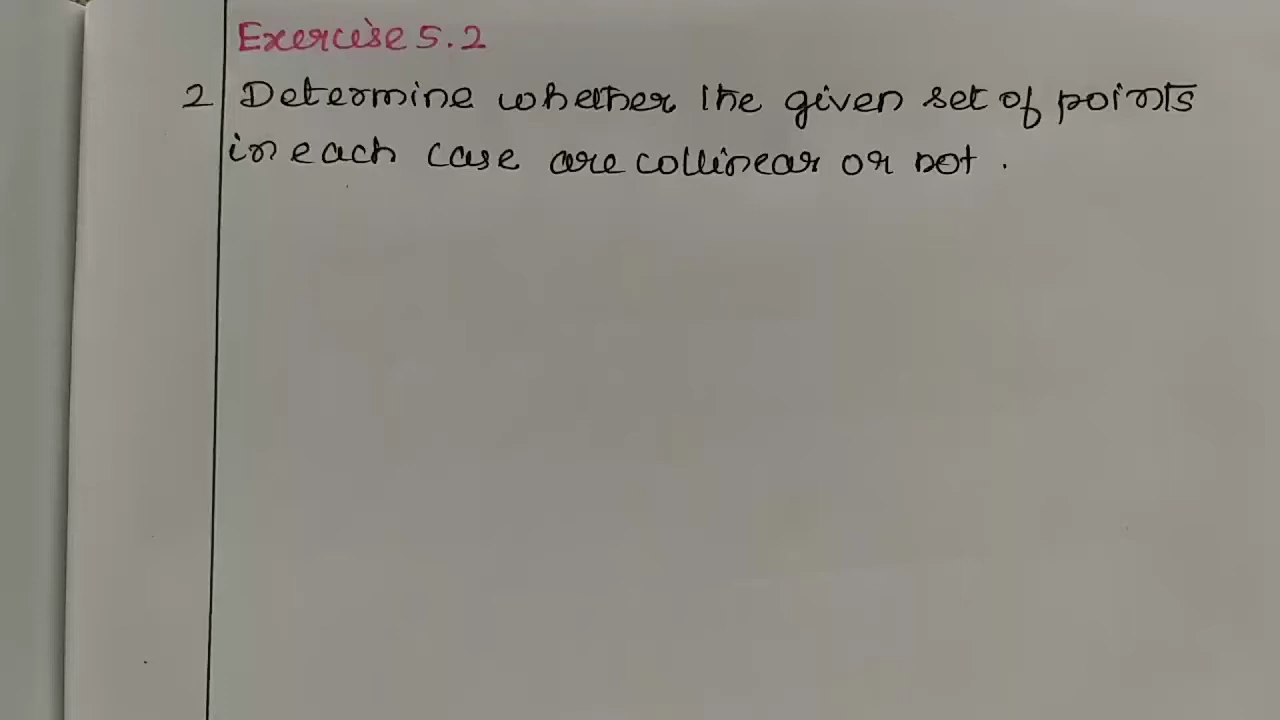 Exercise 5.2
2 Determine whether the given set of points
in each case are collinear or not .